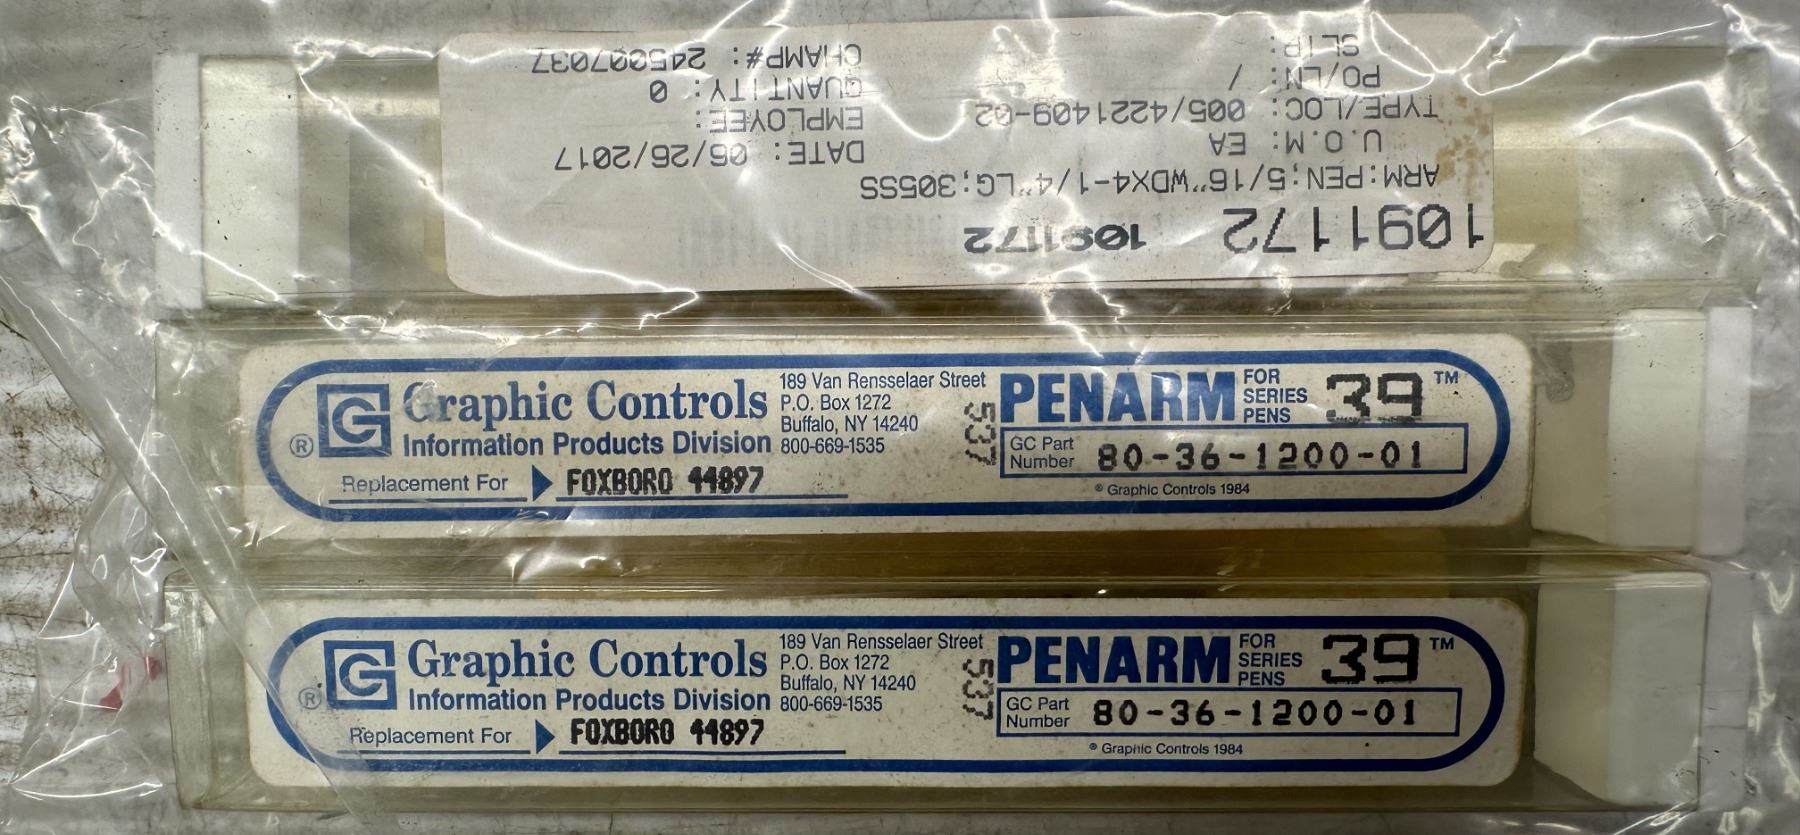 1091172 1091172
ARM:PEN;5/16"WDX4-1/4"LG;305SS
U.O.M: EA DATE: 06/26/2017
TYPE/LOC: 005/4221409-02 EMPLOYEE:
PO/LN: / QUANTITY: 0
SLIP: CHAMP#: 245007037
® G Graphic Controls
Information Products Division
189 Van Rensselaer Street
P.O. Box 1272
Buffalo, NY 14240
800-669-1535
Replacement For FOXBORO 44897
537
PENARM FOR SERIES PENS 39™
GC Part Number 80-36-1200-01
© Graphic Controls 1984
® G Graphic Controls
Information Products Division
189 Van Rensselaer Street
P.O. Box 1272
Buffalo, NY 14240
800-669-1535
Replacement For FOXBORO 44897
537
PENARM FOR SERIES PENS 39™
GC Part Number 80-36-1200-01
© Graphic Controls 1984